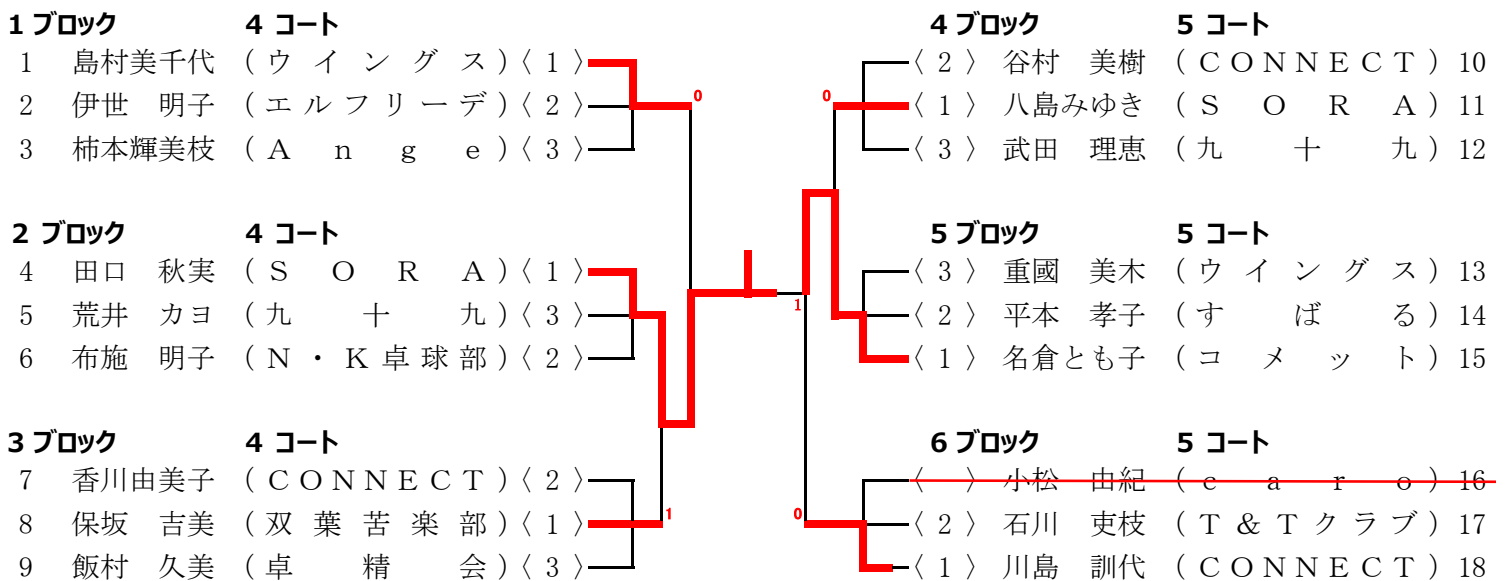 1 ブロック 4 コート
1 島村美千代 (ウイングス)〈 1 〉
2 伊世 明子 (エルフリーデ)〈 2 〉
3 柿本輝美枝 (Ange)〈 3 〉
0
2 ブロック 4 コート
4 田口 秋実 (SORA)〈 1 〉
5 荒井 カヨ (九十九)〈 3 〉
6 布施 明子 (N・K卓球部)〈 2 〉
3 ブロック 4 コート
7 香川由美子 (CONNECT)〈 2 〉
8 保坂 吉美 (双葉苦楽部)〈 1 〉
9 飯村 久美 (卓精会)〈 3 〉
1
4 ブロック 5 コート
〈 2 〉 谷村 美樹 (CONNECT) 10
〈 1 〉 八島みゆき (SORA) 11
〈 3 〉 武田 理恵 (九十九) 12
0
5 ブロック 5 コート
〈 3 〉 重國 美木 (ウイングス) 13
〈 2 〉 平本 孝子 (すばる) 14
〈 1 〉 名倉とも子 (コメット) 15
1
6 ブロック 5 コート
〈 〉 小松 由紀 (caro) 16
〈 2 〉 石川 吏枝 (T&Tクラブ) 17
〈 1 〉 川島 訓代 (CONNECT) 18
0